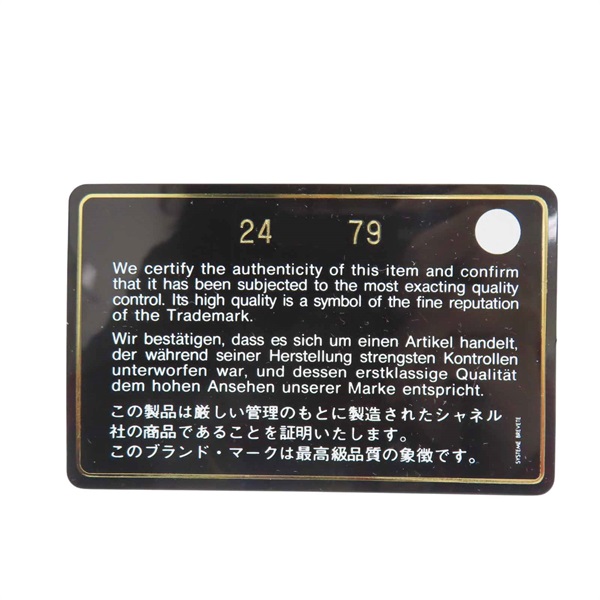 24 79
We certify the authenticity of this item and confirm
that it has been subjected to the most exacting quality
control. Its high quality is a symbol of the fine reputation
of the Trademark.
Wir bestätigen, dass es sich um einen Artikel handelt,
der während seiner Herstellung strengsten Kontrollen
unterworfen war, und dessen erstklassige Qualität
dem hohen Ansehen unserer Marke entspricht.
この製品は厳しい管理のもとに製造されたシャネル
社の商品であることを証明いたします。
このブランド・マークは最高級品質の象徴です。
SYSTEME BREVETE